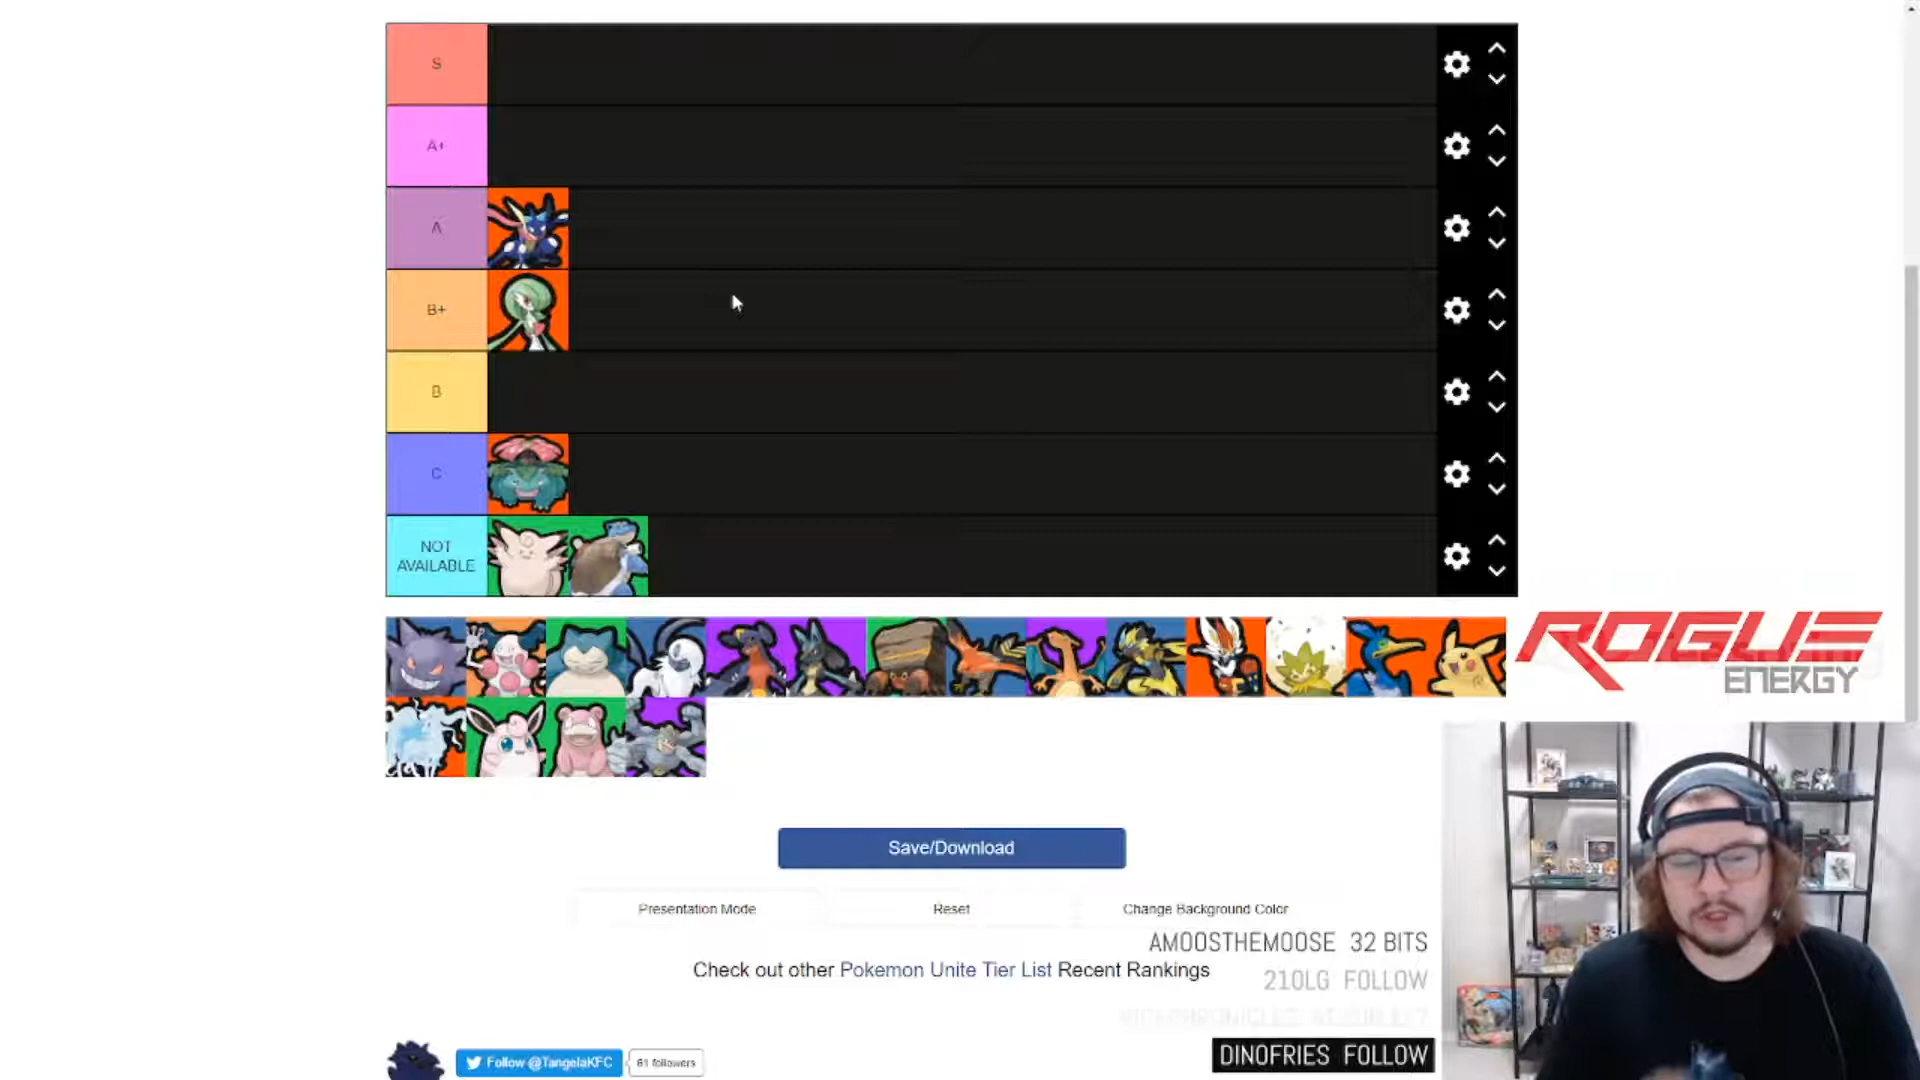 S
A+
A
B+
B
C
NOT
AVAILABLE
ROGUE
ENERGY
Save/Download
Presentation Mode
Reset
Change Background Color
AMOOSTHEMOOSE 32 BITS
Check out other Pokemon Unite Tier List Recent Rankings
210LG FOLLOW
DINOFRIES FOLLOW
Follow @TangelaKFC
61 followers